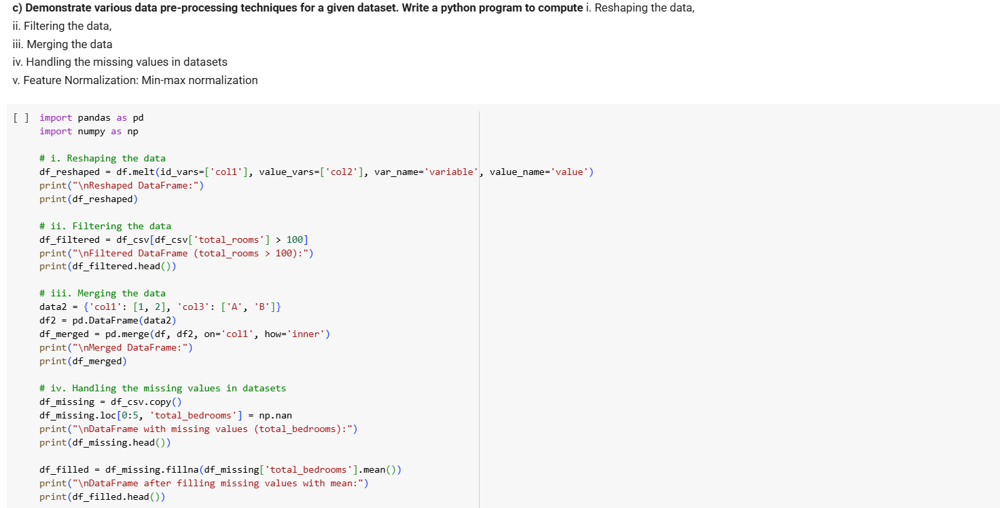 c) Demonstrate various data pre-processing techniques for a given dataset. Write a python program to compute i. Reshaping the data,
ii. Filtering the data,
iii. Merging the data
iv. Handling the missing values in datasets
v. Feature Normalization: Min-max normalization
[ ] import pandas as pd
import numpy as np
# i. Reshaping the data
df_reshaped = df.melt(id_vars=['col1'], value_vars=['col2'], var_name='variable', value_name='value')
print("\nReshaped DataFrame:")
print(df_reshaped)
# ii. Filtering the data
df_filtered = df_csv[df_csv['total_rooms'] > 100]
print("\nFiltered DataFrame (total_rooms > 100):")
print(df_filtered.head())
# iii. Merging the data
data2 = {'col1': [1, 2], 'col3': ['A', 'B']}
df2 = pd.DataFrame(data2)
df_merged = pd.merge(df, df2, on='col1', how='inner')
print("\nMerged DataFrame:")
print(df_merged)
# iv. Handling the missing values in datasets
df_missing = df_csv.copy()
df_missing.loc[0:5, 'total_bedrooms'] = np.nan
print("\nDataFrame with missing values (total_bedrooms):")
print(df_missing.head())
df_filled = df_missing.fillna(df_missing['total_bedrooms'].mean())
print("\nDataFrame after filling missing values with mean:")
print(df_filled.head())